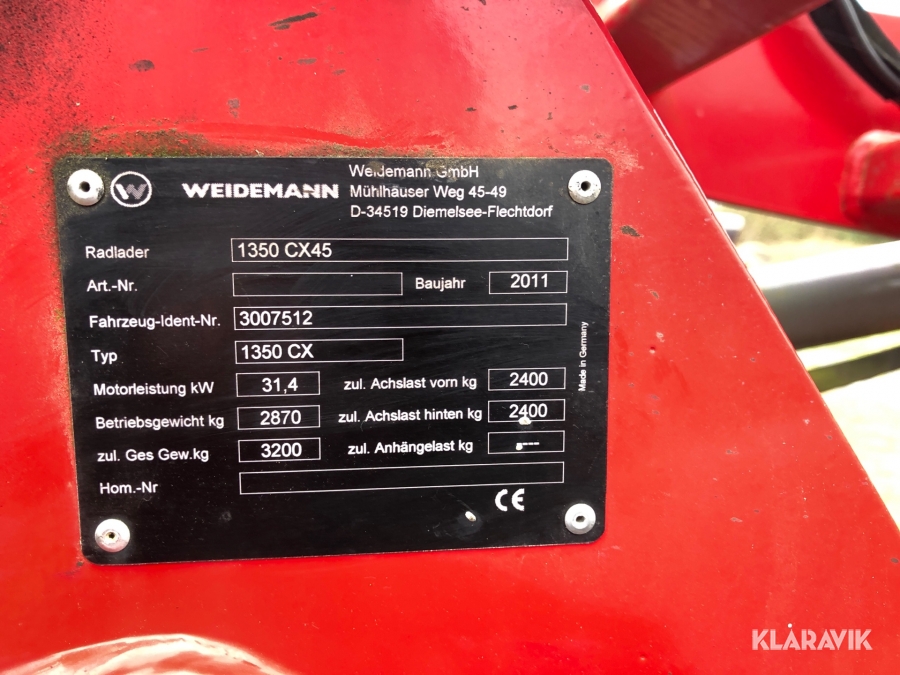 W WEIDEMANN
Weidemann GmbH
Mühlhäuser Weg 45-49
D-34519 Diemelsee-Flechtdorf
Radlader 1350 CX45
Art.-Nr. Baujahr 2011
Fahrzeug-Ident-Nr. 3007512
Typ 1350 CX
Motorleistung kW 31,4 zul. Achslast vorn kg 2400
Betriebsgewicht kg 2870 zul. Achslast hinten kg 2400
zul. Ges Gew.kg 3200 zul. Anhängelast kg ----
Hom.-Nr
Made in Germany
CE
KLARAVIK